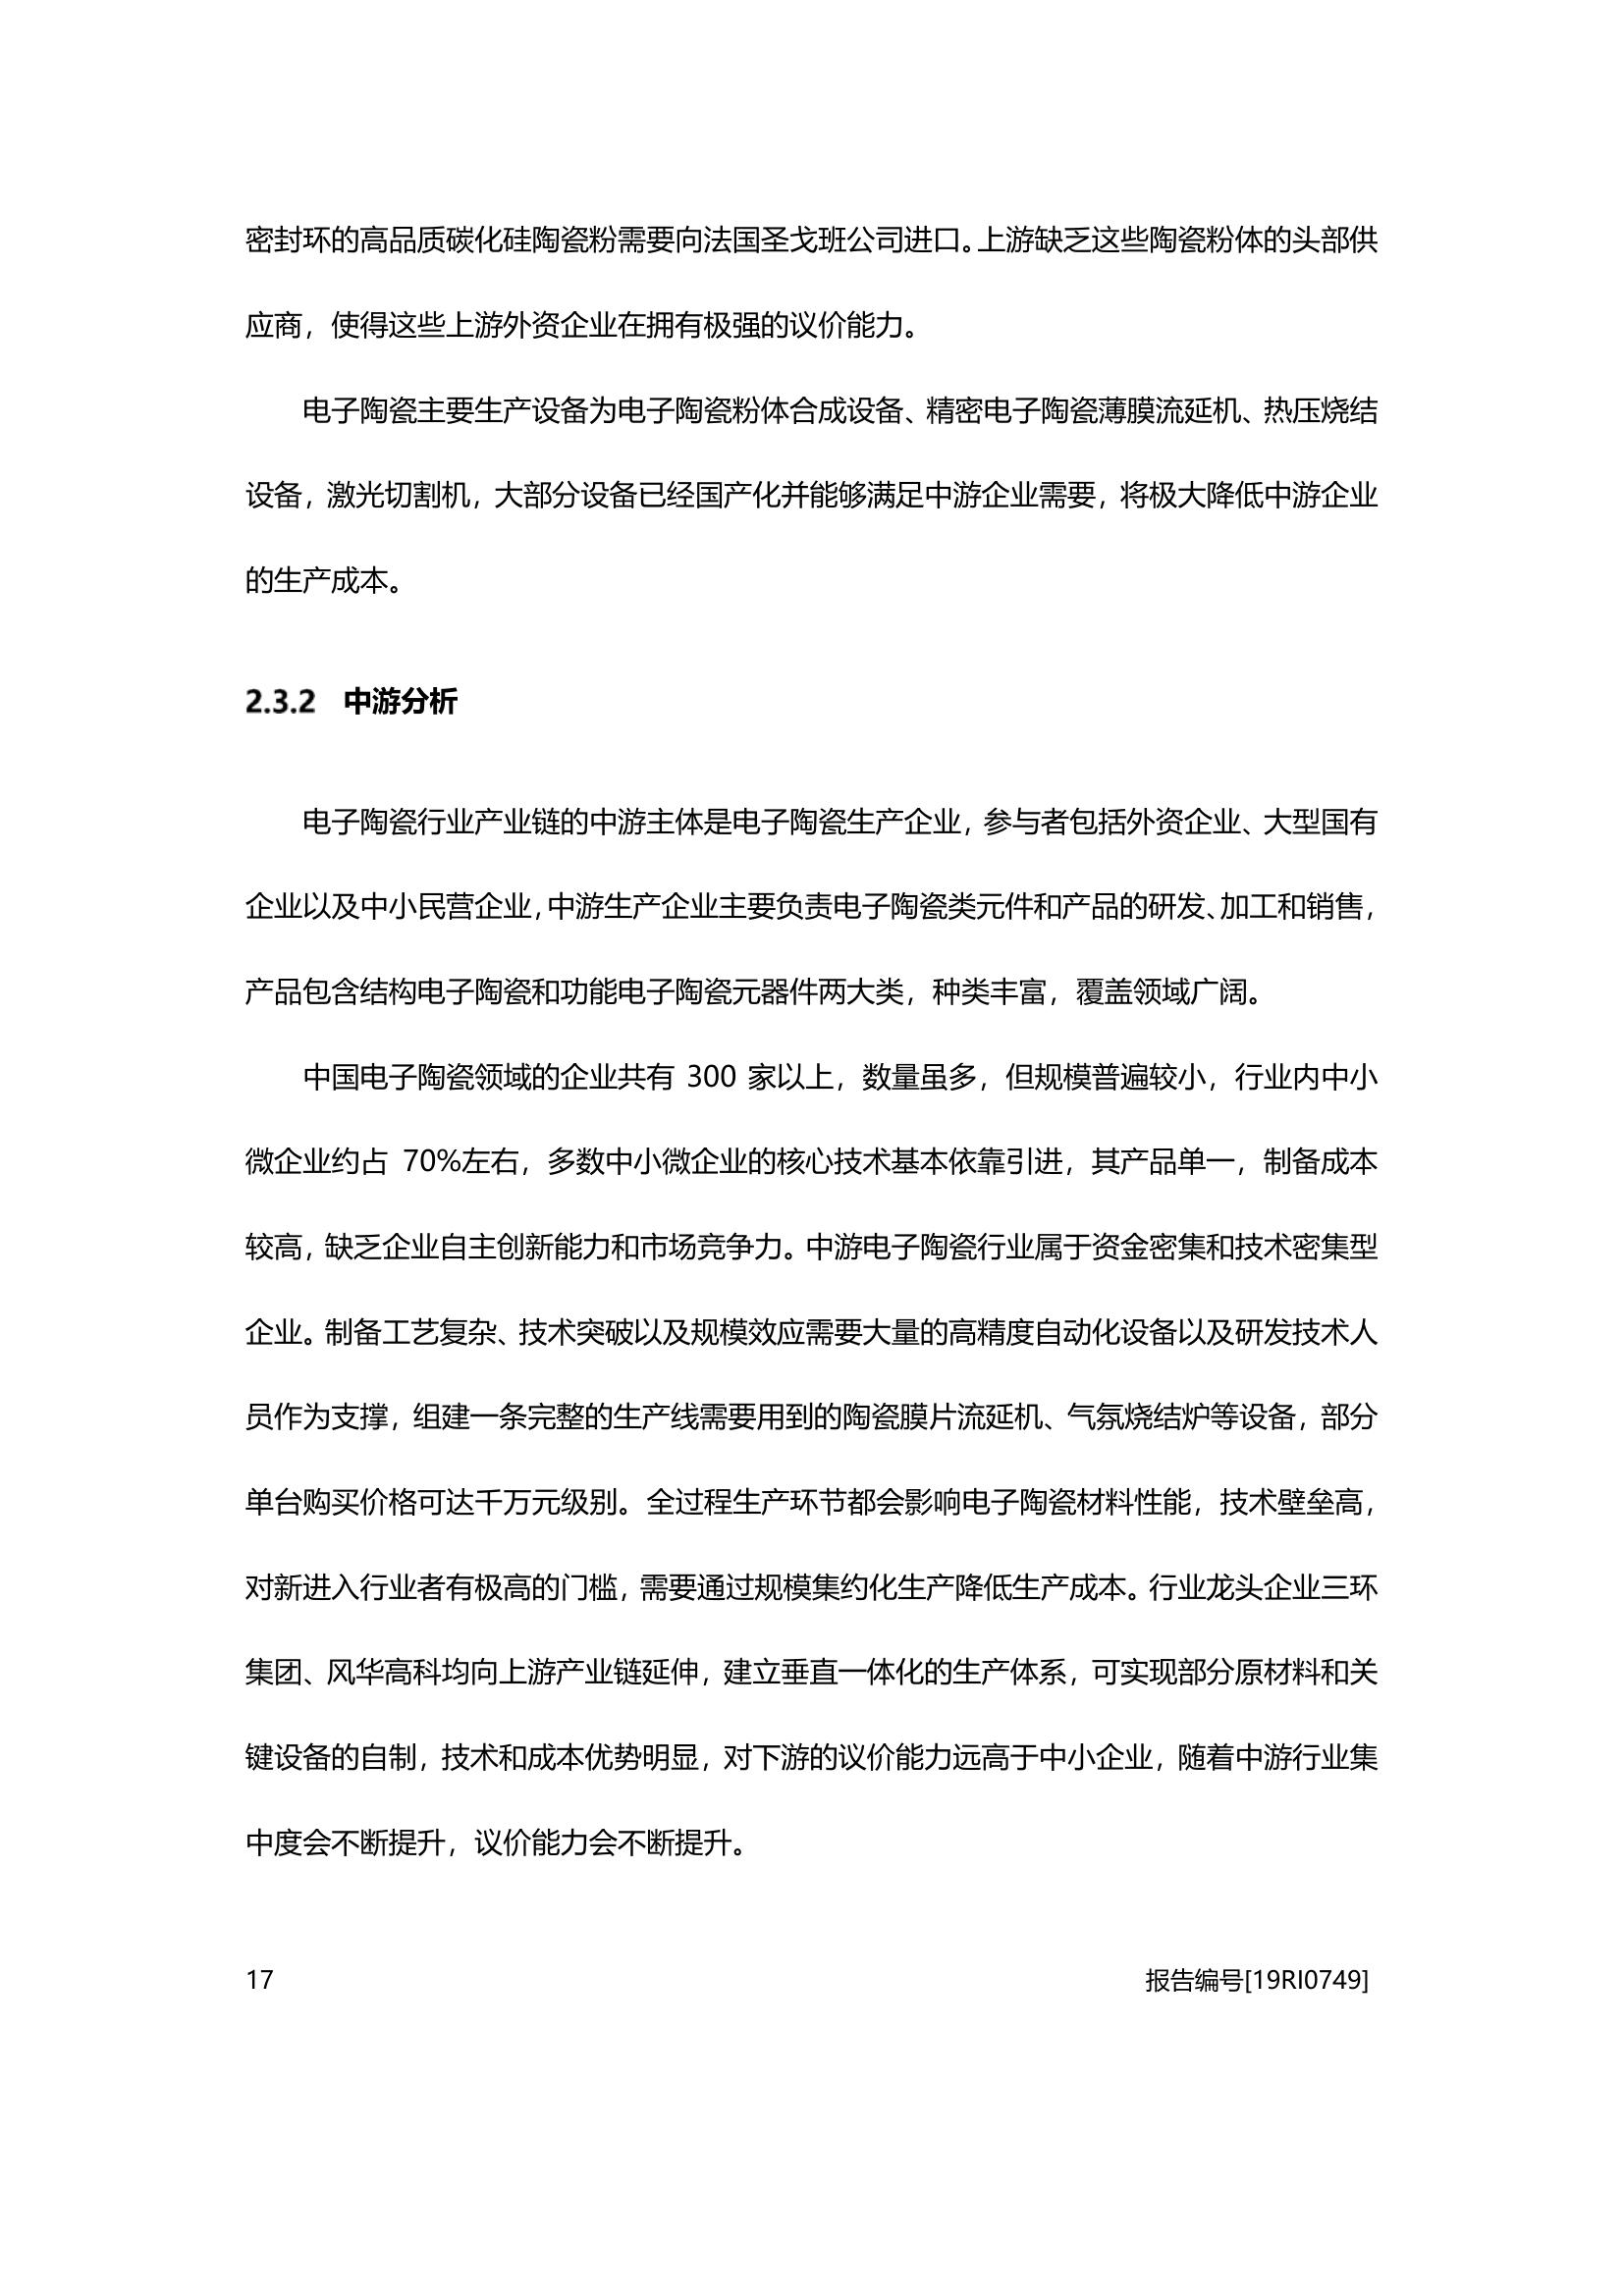 密封环的高品质碳化硅陶瓷粉需要向法国圣戈班公司进口。上游缺乏这些陶瓷粉体的头部供
应商，使得这些上游外资企业在拥有极强的议价能力。
电子陶瓷主要生产设备为电子陶瓷粉体合成设备、精密电子陶瓷薄膜流延机、热压烧结
设备，激光切割机，大部分设备已经国产化并能够满足中游企业需要，将极大降低中游企业
的生产成本。
2.3.2 中游分析
电子陶瓷行业产业链的中游主体是电子陶瓷生产企业，参与者包括外资企业、大型国有
企业以及中小民营企业，中游生产企业主要负责电子陶瓷类元件和产品的研发、加工和销售，
产品包含结构电子陶瓷和功能电子陶瓷元器件两大类，种类丰富，覆盖领域广阔。
中国电子陶瓷领域的企业共有 300 家以上，数量虽多，但规模普遍较小，行业内中小
微企业约占 70%左右，多数中小微企业的核心技术基本依靠引进，其产品单一，制备成本
较高，缺乏企业自主创新能力和市场竞争力。中游电子陶瓷行业属于资金密集和技术密集型
企业。制备工艺复杂、技术突破以及规模效应需要大量的高精度自动化设备以及研发技术人
员作为支撑，组建一条完整的生产线需要用到的陶瓷膜片流延机、气氛烧结炉等设备，部分
单台购买价格可达千万元级别。全过程生产环节都会影响电子陶瓷材料性能，技术壁垒高，
对新进入行业者有极高的门槛，需要通过规模集约化生产降低生产成本。行业龙头企业三环
集团、风华高科均向上游产业链延伸，建立垂直一体化的生产体系，可实现部分原材料和关
键设备的自制，技术和成本优势明显，对下游的议价能力远高于中小企业，随着中游行业集
中度会不断提升，议价能力会不断提升。
17 报告编号[19RI0749]